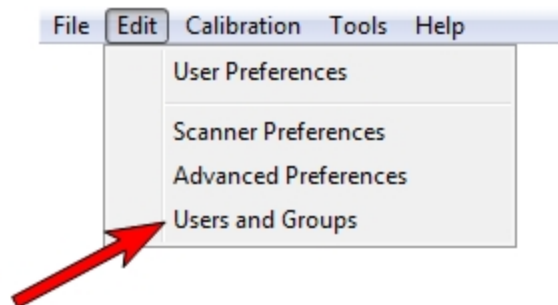 File Edit Calibration Tools Help
User Preferences
Scanner Preferences
Advanced Preferences
Users and Groups